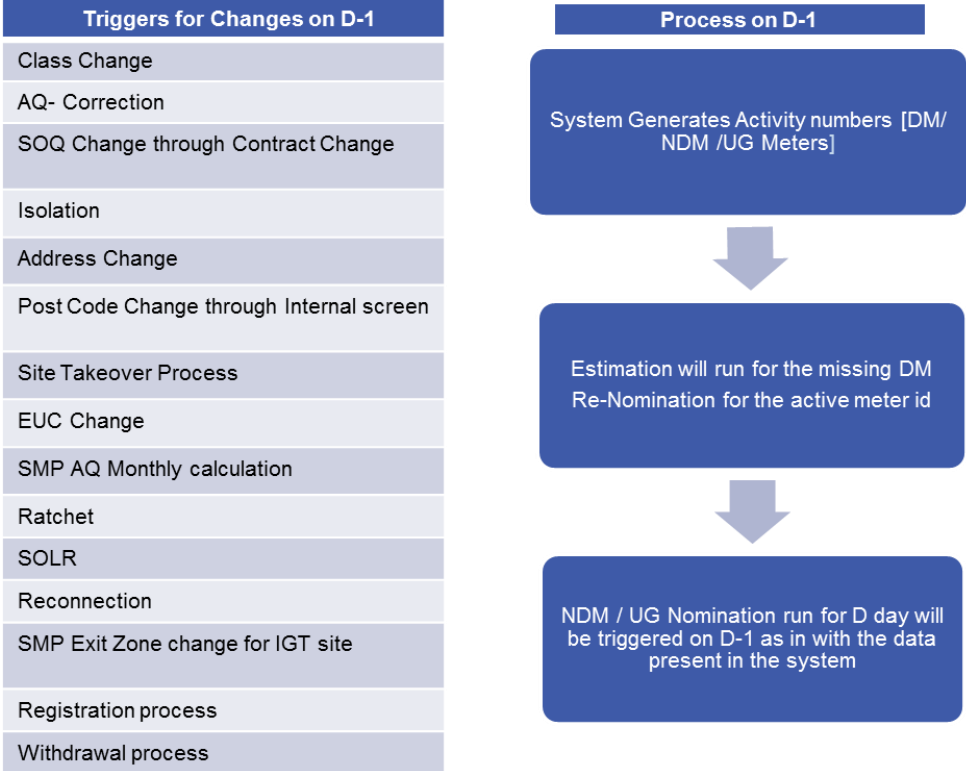 Triggers for Changes on D-1
Class Change
AQ- Correction
SOQ Change through Contract Change
Isolation
Address Change
Post Code Change through Internal screen
Site Takeover Process
EUC Change
SMP AQ Monthly calculation
Ratchet
SOLR
Reconnection
SMP Exit Zone change for IGT site
Registration process
Withdrawal process
Process on D-1
System Generates Activity numbers [DM/
NDM /UG Meters]
Estimation will run for the missing DM
Re-Nomination for the active meter id
NDM / UG Nomination run for D day will
be triggered on D-1 as in with the data
present in the system